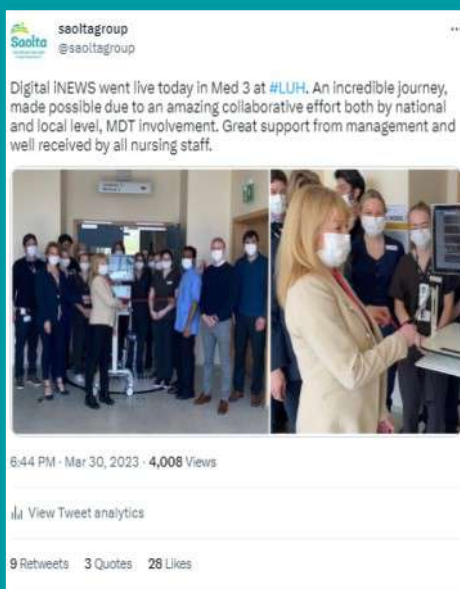 saoltagroup
Saolta
@saoltagroup
Digital iNEWS went live today in Med 3 at #LUH. An incredible journey,
made possible due to an amazing collaborative effort both by national
and local level, MDT involvement. Great support from management and
well received by all nursing staff.
6:44 PM · Mar 30, 2023 · 4,008 Views
View Tweet analytics
9 Retweets 3 Quotes 28 Likes